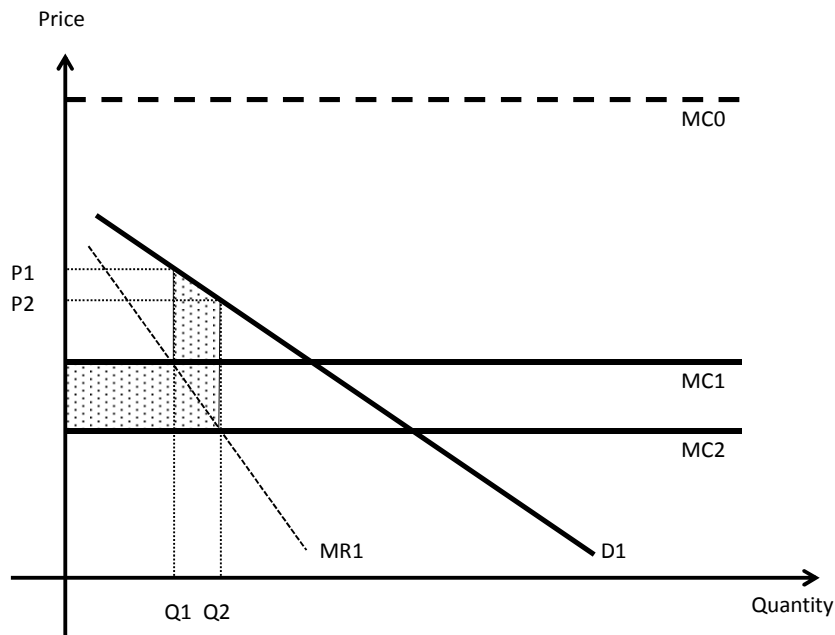 Price
MC0
P1
P2
MC1
MC2
MR1
D1
Quantity
Q1 Q2